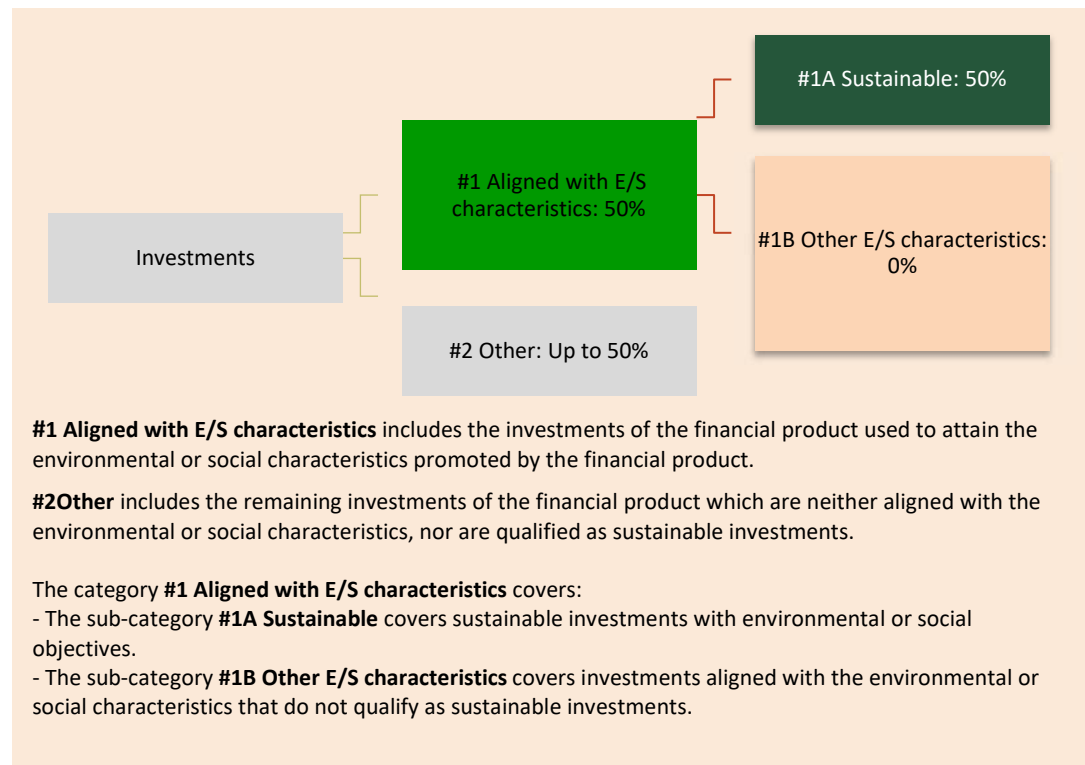 #1A Sustainable: 50%
#1 Aligned with E/S
characteristics: 50%
#1B Other E/S characteristics:
0%
Investments
#2 Other: Up to 50%
#1 Aligned with E/S characteristics includes the investments of the financial product used to attain the
environmental or social characteristics promoted by the financial product.
#2Other includes the remaining investments of the financial product which are neither aligned with the
environmental or social characteristics, nor are qualified as sustainable investments.
The category #1 Aligned with E/S characteristics covers:
- The sub-category #1A Sustainable covers sustainable investments with environmental or social
objectives.
- The sub-category #1B Other E/S characteristics covers investments aligned with the environmental or
social characteristics that do not qualify as sustainable investments.